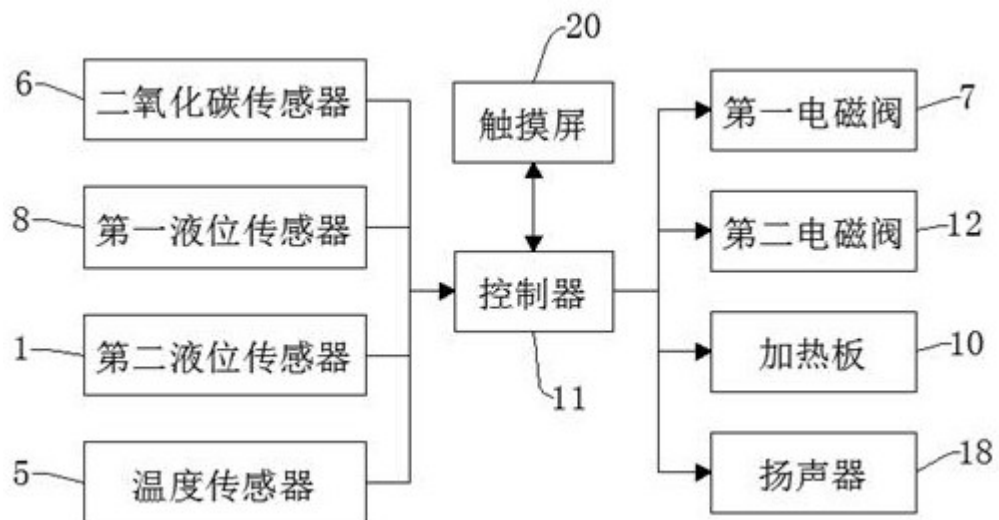 20
6
二氧化碳传感器
触摸屏
第一电磁阀
7
8
第一液位传感器
第二电磁阀
12
控制器
1
第二液位传感器
11
加热板
10
5
温度传感器
扬声器
18